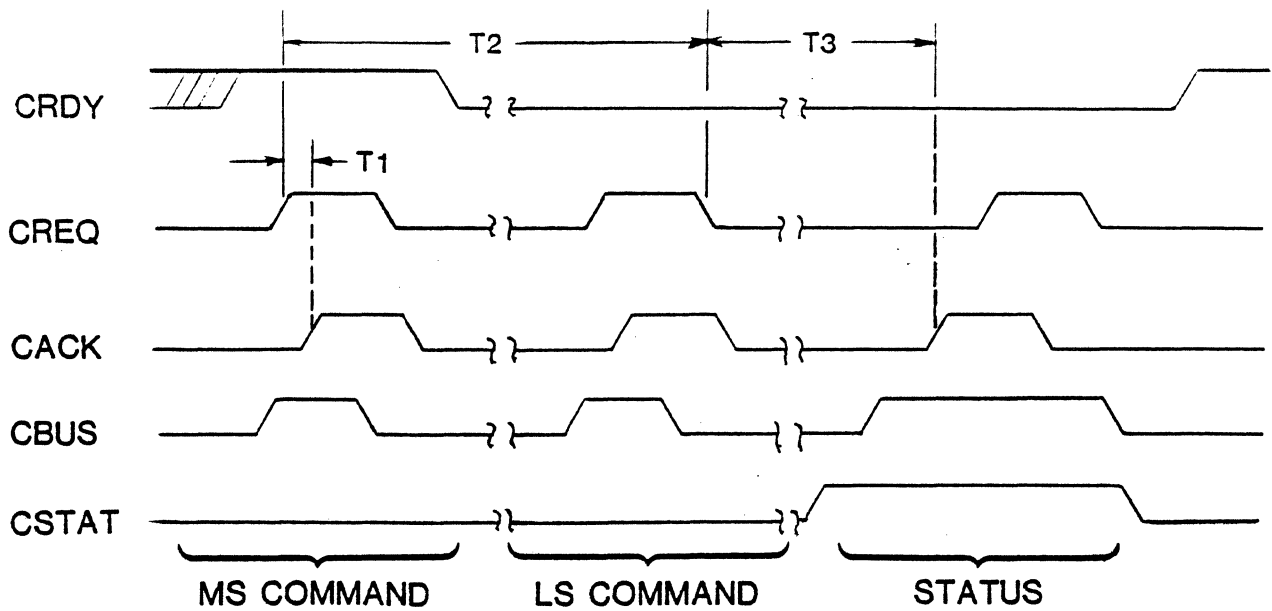 T2
T3
CRDY
T1
CREQ
CACK
CBUS
CSTAT
MS COMMAND
LS COMMAND
STATUS